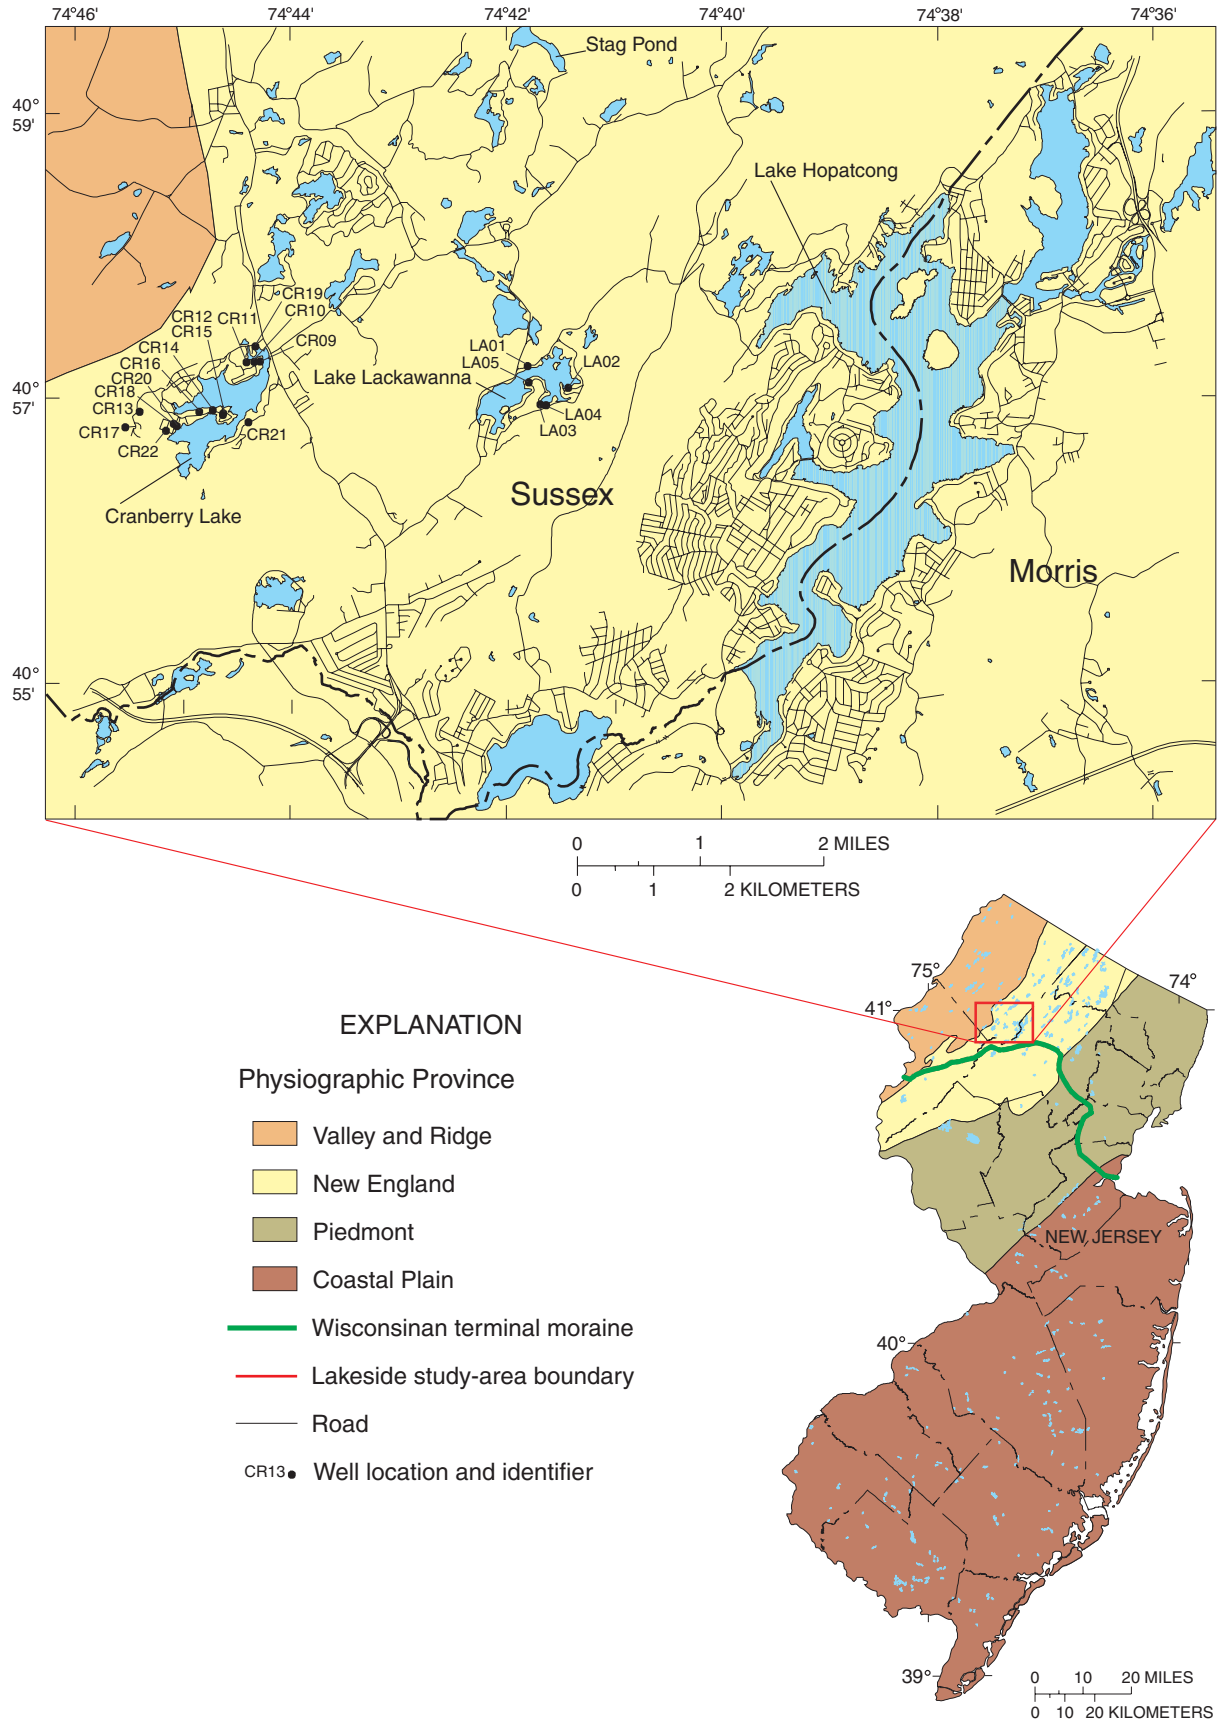 74°46'
74°44'
74°42'
74°40'
74°38'
74°36'
40°
59'
40°
57'
40°
55'
Stag Pond
Lake Hopatcong
CR19
CR10
CR12
CR11
CR15
CR09
CR14
CR16
CR20
CR18
CR13
CR17
CR22
CR21
Cranberry Lake
LA01
LA05
LA02
Lake Lackawanna
LA04
LA03
Sussex
Morris
0 1 2 MILES
0 1 2 KILOMETERS
EXPLANATION
Physiographic Province
Valley and Ridge
New England
Piedmont
Coastal Plain
Wisconsinan terminal moraine
Lakeside study-area boundary
Road
CR13 Well location and identifier
75°
74°
41°
NEW JERSEY
40°
39°
0 10 20 MILES
0 10 20 KILOMETERS